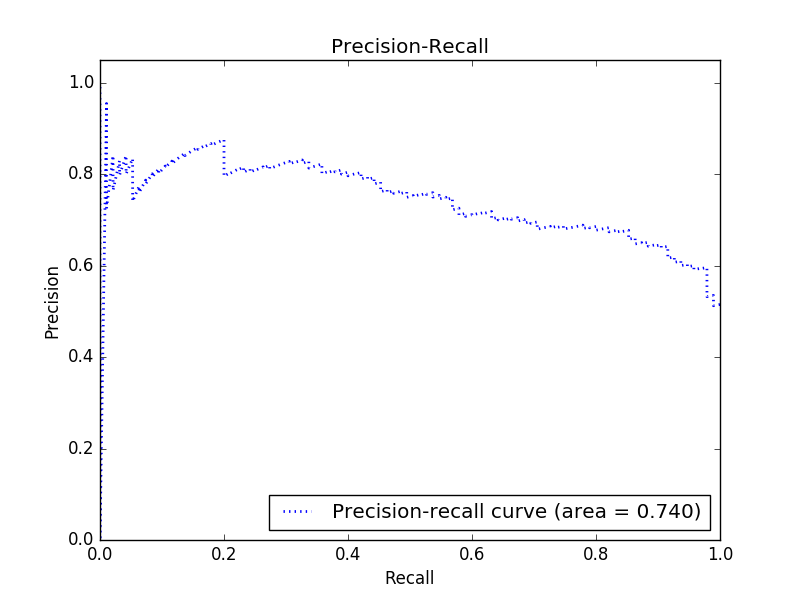 Precision-Recall
1.0
0.8
0.6
0.4
0.2
0.0
Precision
0.0 0.2 0.4 0.6 0.8 1.0
Recall
Precision-recall curve (area = 0.740)